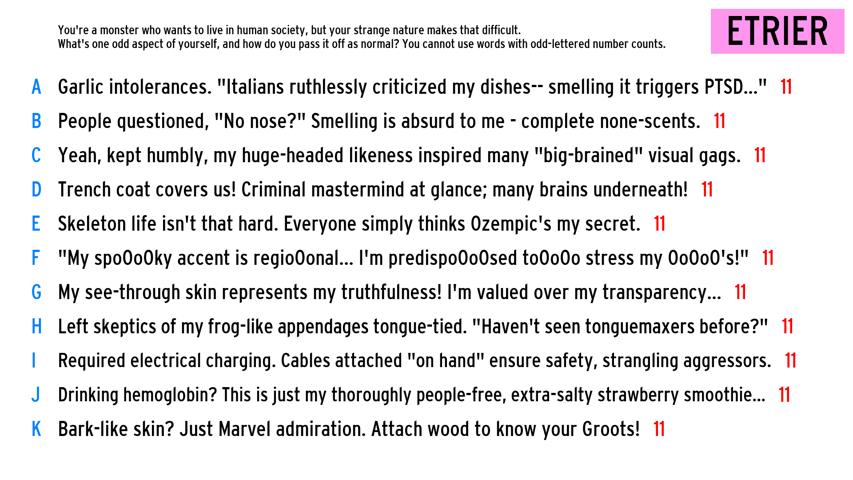 You're a monster who wants to live in human society, but your strange nature makes that difficult.
What's one odd aspect of yourself, and how do you pass it off as normal? You cannot use words with odd-lettered number counts.
ETRIER
A Garlic intolerances. "Italians ruthlessly criticized my dishes-- smelling it triggers PTSD..." 11
B People questioned, "No nose?" Smelling is absurd to me - complete none-scents. 11
C Yeah, kept humbly, my huge-headed likeness inspired many "big-brained" visual gags. 11
D Trench coat covers us! Criminal mastermind at glance; many brains underneath! 11
E Skeleton life isn't that hard. Everyone simply thinks Ozempic's my secret. 11
F "My spoOoOky accent is regioOonal... I'm predispoOoOsed toOoOo stress my OoOoO's!" 11
G My see-through skin represents my truthfulness! I'm valued over my transparency... 11
H Left skeptics of my frog-like appendages tongue-tied. "Haven't seen tonguemaxers before?" 11
I Required electrical charging. Cables attached "on hand" ensure safety, strangling aggressors. 11
J Drinking hemoglobin? This is just my thoroughly people-free, extra-salty strawberry smoothie... 11
K Bark-like skin? Just Marvel admiration. Attach wood to know your Groots! 11